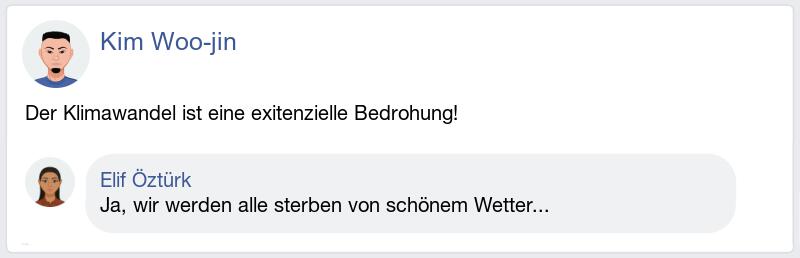 Kim Woo-jin
Der Klimawandel ist eine exitenzielle Bedrohung!
Elif Öztürk
Ja, wir werden alle sterben von schönem Wetter...